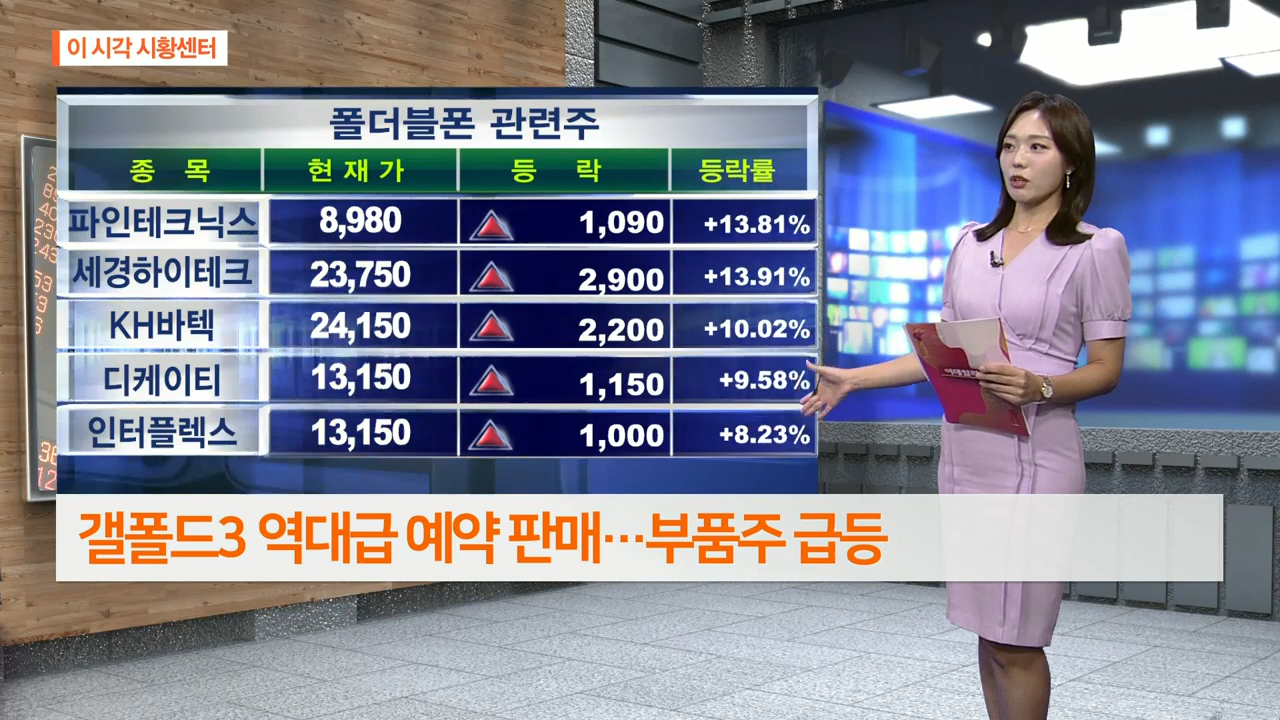 이 시각 시황센터
폴더블폰 관련주
종 목 현 재 가 등 락 등락률
파인테크닉스 8,980 ▲ 1,090 +13.81%
세경하이테크 23,750 ▲ 2,900 +13.91%
KH바텍 24,150 ▲ 2,200 +10.02%
디케이티 13,150 ▲ 1,150 +9.58%
인터플렉스 13,150 ▲ 1,000 +8.23%
갤폴드3 역대급 예약 판매…부품주 급등